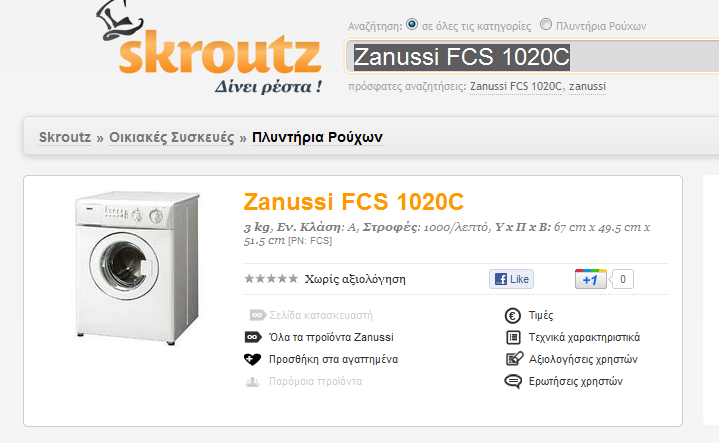 Αναζήτηση: σε όλες τις κατηγορίες Πλυντήρια Ρούχων
skroutz
Δίνει ρέστα !
Zanussi FCS 1020C
πρόσφατες αναζητήσεις: Zanussi FCS 1020C, zanussi
Skroutz » Οικιακές Συσκευές » Πλυντήρια Ρούχων
Zanussi FCS 1020C
3 kg, Εν. Κλάση: Α, Στροφές: 1000/λεπτό, Υ x Π x Β: 67 cm x 49.5 cm x
51.5 cm [PN: FCS]
Χωρίς αξιολόγηση
Like
+1 0
Σελίδα κατασκευαστή
Όλα τα προϊόντα Zanussi
Προσθήκη στα αγαπημένα
Παρόμοια προϊόντα
Τιμές
Τεχνικά χαρακτηριστικά
Αξιολογήσεις χρηστών
Ερωτήσεις χρηστών